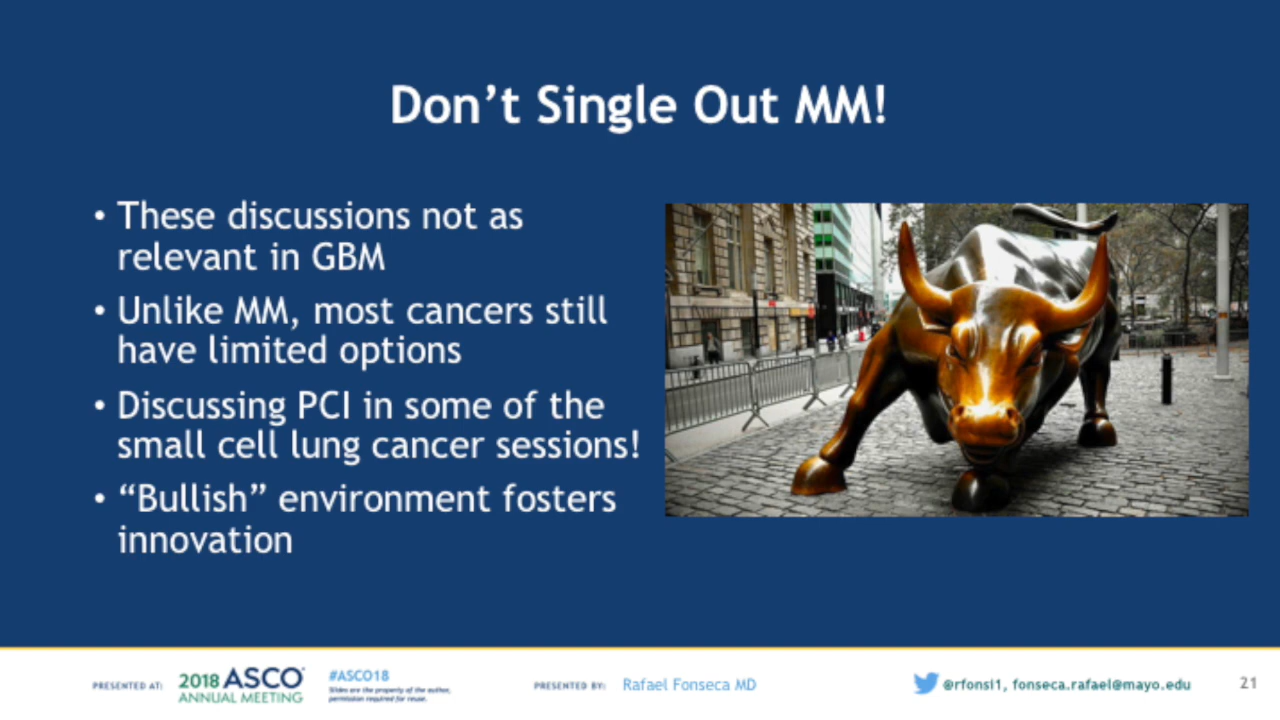 Don’t Single Out MM!
• These discussions not as
relevant in GBM
• Unlike MM, most cancers still
have limited options
• Discussing PCI in some of the
small cell lung cancer sessions!
• “Bullish” environment fosters
innovation
PRESENTED AT:
2018 ASCO®
ANNUAL MEETING
#ASCO18
Slides are the property of the author,
permission required for reuse.
PRESENTED BY: Rafael Fonseca MD
@rfonsi1, fonseca.rafael@mayo.edu
21